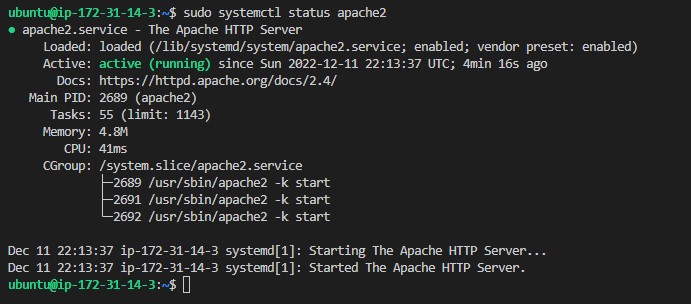 ubuntu@ip-172-31-14-3:~$ sudo systemctl status apache2
● apache2.service - The Apache HTTP Server
     Loaded: loaded (/lib/systemd/system/apache2.service; enabled; vendor preset: enabled)
     Active: active (running) since Sun 2022-12-11 22:13:37 UTC; 4min 16s ago
       Docs: https://httpd.apache.org/docs/2.4/
   Main PID: 2689 (apache2)
      Tasks: 55 (limit: 1143)
     Memory: 4.8M
        CPU: 41ms
     CGroup: /system.slice/apache2.service
             ├─2689 /usr/sbin/apache2 -k start
             ├─2691 /usr/sbin/apache2 -k start
             └─2692 /usr/sbin/apache2 -k start

Dec 11 22:13:37 ip-172-31-14-3 systemd[1]: Starting The Apache HTTP Server...
Dec 11 22:13:37 ip-172-31-14-3 systemd[1]: Started The Apache HTTP Server.
ubuntu@ip-172-31-14-3:~$